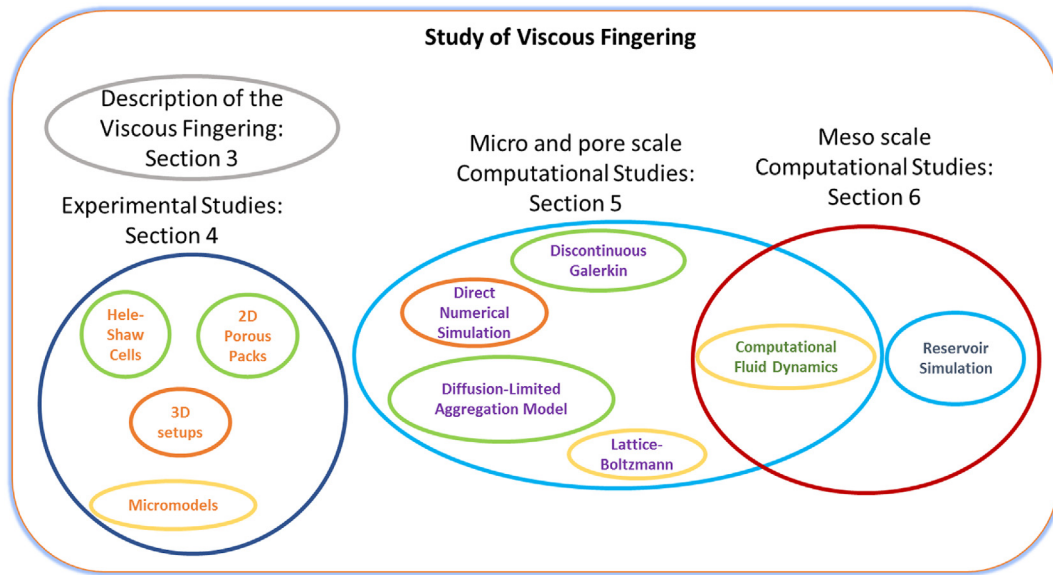 Study of Viscous Fingering
Description of the
Viscous Fingering:
Section 3
Experimental Studies:
Section 4
Hele-
Shaw
Cells
2D
Porous
Packs
3D
setups
Micromodels
Micro and pore scale
Computational Studies:
Section 5
Discontinuous
Galerkin
Direct
Numerical
Simulation
Diffusion-Limited
Aggregation Model
Lattice-
Boltzmann
Meso scale
Computational Studies:
Section 6
Computational
Fluid Dynamics
Reservoir
Simulation